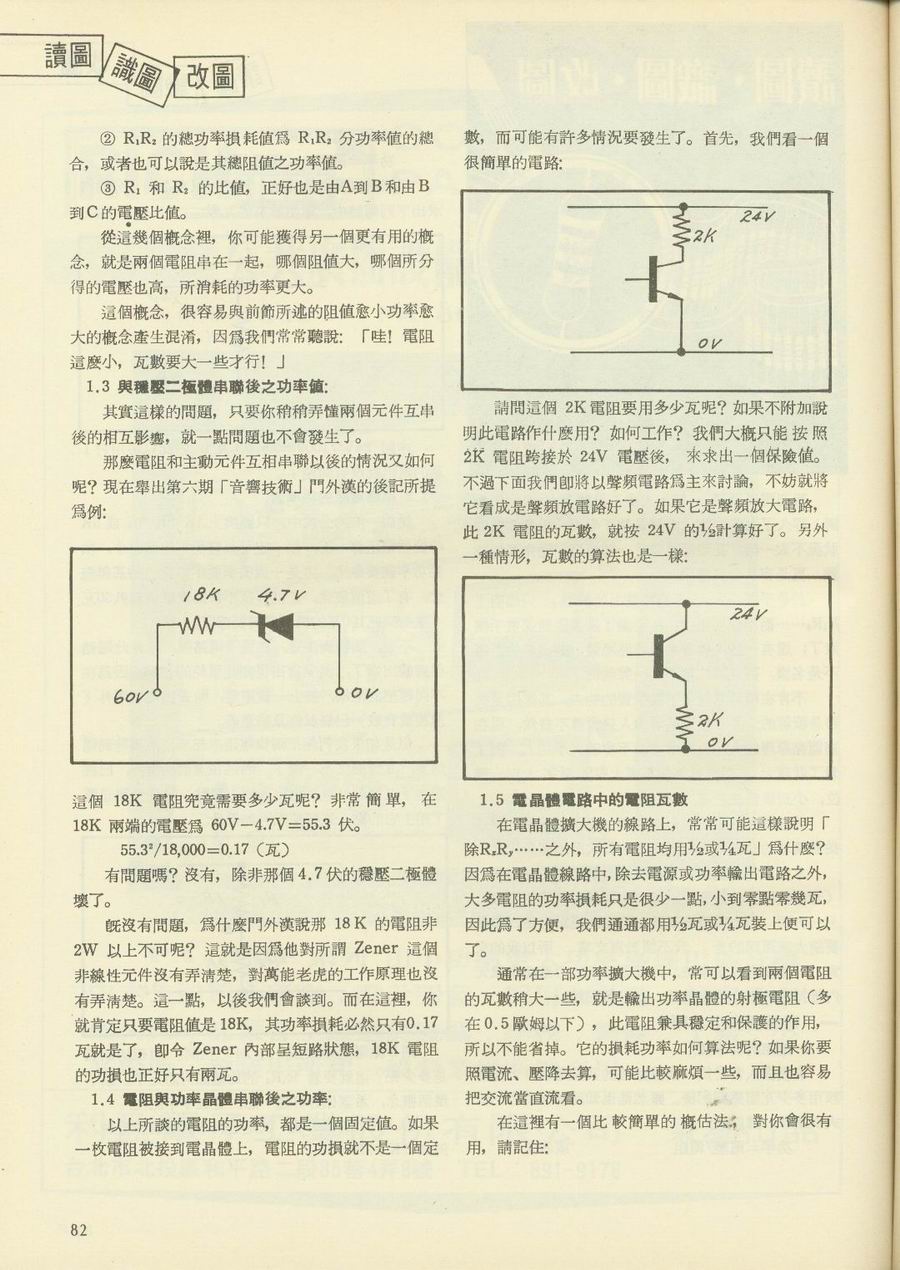 讀圖
識圖
改圖
② R₁R₂ 的總功率損耗值爲 R₁R₂ 分功率值的總
合，或者也可以說是其總阻值之功率値。
③ R₁ 和 R₂ 的比值，正好也是由A到B和由B
到C的電壓比值。
從這幾個概念裡，你可能獲得另一個更有用的概
念，就是兩個電阻串在一起，哪個阻值大，哪個所分
得的電壓也高，所消耗的功率更大。
這個概念，很容易與前節所述的阻值愈小功率愈
大的概念產生混淆，因爲我們常常聽說：「哇！電阻
這麼小，瓦數要大一些才行！」
1.3 與穩壓二極體串聯後之功率值：
其實這樣的問題，只要你稍稍弄懂兩個元件互串
後的相互影響，就一點問題也不會發生了。
那麼電阻和主動元件互相串聯以後的情況又如何
呢？現在舉出第六期「音響技術」門外漢的後記所提
爲例：
18K 4.7V
60V 0V
這個 18K 電阻究竟需要多少瓦呢？非常簡單，在
18K 兩端的電壓爲 60V－4.7V＝55.3 伏。
55.3²/18,000＝0.17（瓦）
有問題嗎？沒有，除非那個 4.7 伏的穩壓二極體
壞了。
旣沒有問題，爲什麼門外漢說那 18 K 的電阻非
2W 以上不可呢？這就是因爲他對所謂 Zener 這個
非線性元件沒有弄清楚，對萬能老虎的工作原理也沒
有弄清楚。這一點，以後我們會談到。而在這裡，你
就肯定只要電阻值是 18K，其功率損耗必然只有0.17
瓦就是了，卽令 Zener 內部呈短路狀態，18K 電阻
的功損也正好只有兩瓦。
1.4 電阻與功率晶體串聯後之功率：
以上所談的電阻的功率，都是一個固定值。如果
一枚電阻被接到電晶體上，電阻的功損就不是一個定
82
數，而可能有許多情況要發生了。首先，我們看一個
很簡單的電路：
24V
2K
0V
請問這個 2K 電阻要用多少瓦呢？如果不附加說
明此電路作什麼用？如何工作？我們大概只能按照
2K 電阻跨接於 24V 電壓後，來求出一個保險値。
不過下面我們卽將以聲頻電路爲主來討論，不妨就將
它看成是聲頻放電路好了。如果它是聲頻放大電路，
此 2K 電阻的瓦數，就按 24V 的½計算好了。另外
一種情形，瓦數的算法也是一樣：
24V
2K
0V
1.5 電晶體電路中的電阻瓦數
在電晶體擴大機的線路上，常常可能這樣說明「
除RₓRᵧ……之外，所有電阻均用½或¼瓦」爲什麼？
因爲在電晶體線路中，除去電源或功率輸出電路之外，
大多電阻的功率損耗只是很少一點，小到零點零幾瓦，
因此爲了方便，我們通通都用½瓦或¼瓦裝上便可以
了。
通常在一部功率擴大機中，常可以看到兩個電阻
的瓦數稍大一些，就是輸出功率晶體的射極電阻（多
在 0.5 歐姆以下），此電阻兼具穩定和保護的作用，
所以不能省掉。它的損耗功率如何算法呢？如果你要
照電流、壓降去算，可能比較麻煩一些，而且也容易
把交流當直流看。
在這裡有一個比較簡單的概估法，對你會很有
用，請記住：